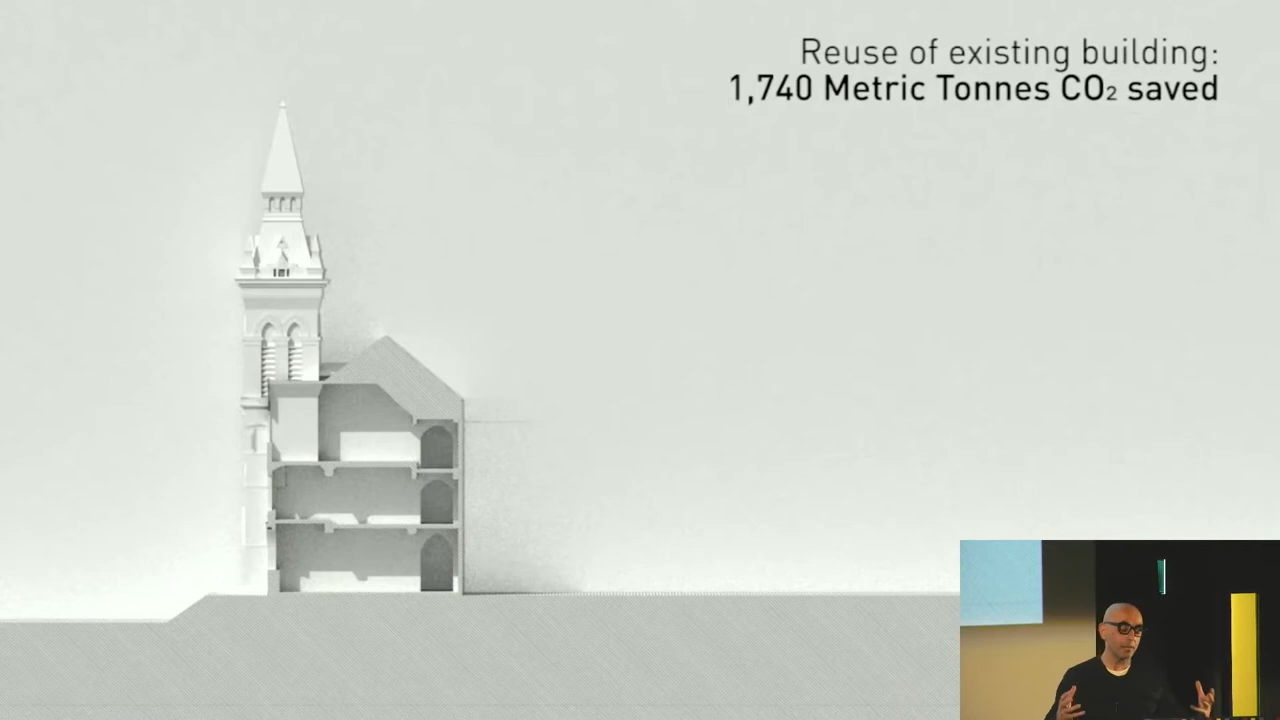 Reuse of existing building:
1,740 Metric Tonnes CO₂ saved